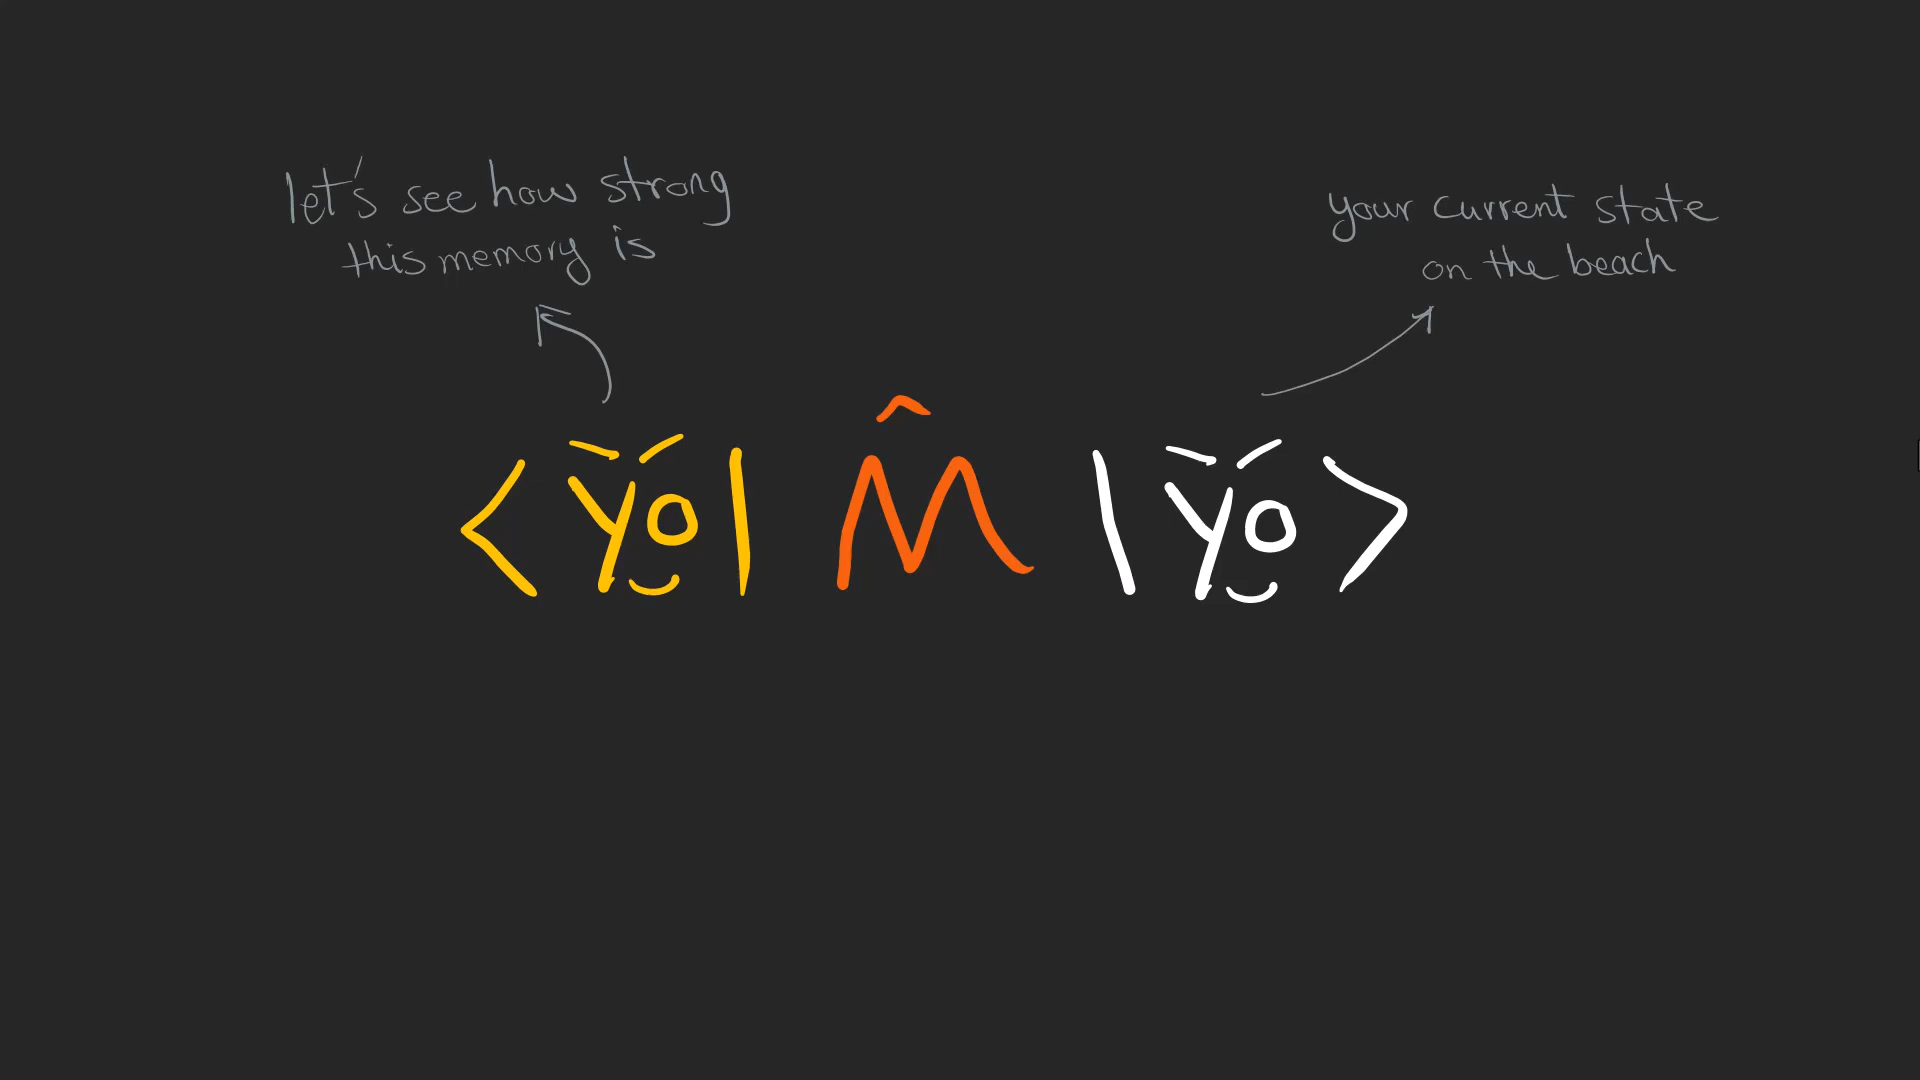 let's see how strong
this memory is
your current state
on the beach
<yo| M̂ |yo>